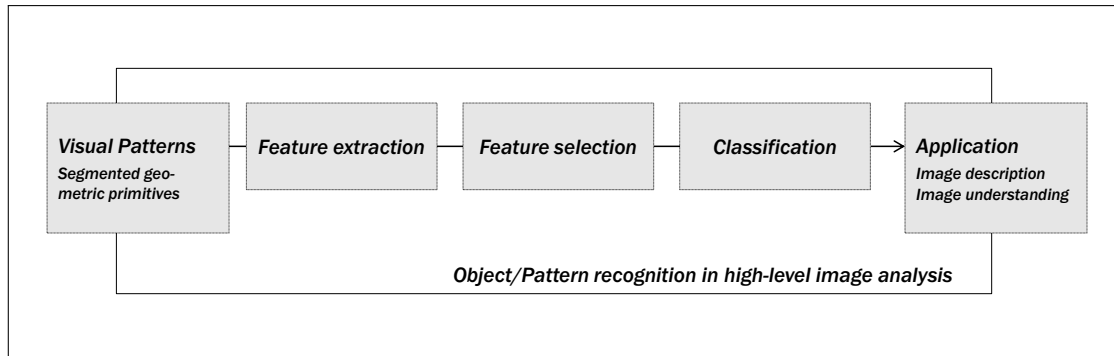 Visual Patterns
Segmented geo-
metric primitives
Feature extraction
Feature selection
Classification
Application
Image description
Image understanding
Object/Pattern recognition in high-level image analysis